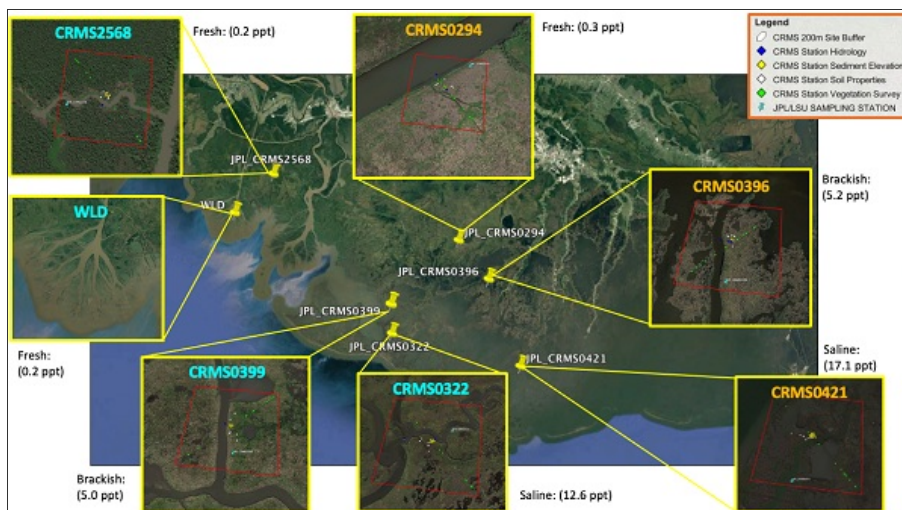 CRMS2568
Fresh: (0.2 ppt)
CRMS0294
Fresh: (0.3 ppt)
Legend
CRMS 200m Site Buffer
CRMS Station Hidrology
CRMS Station Sediment Elevation
CRMS Station Soil Properties
CRMS Station Vegetation Survey
JPL/LSU SAMPLING STATION
JPL_CRMS2568
WLD
WLD
JPL_CRMS0294
Brackish:
(5.2 ppt)
CRMS0396
JPL_CRMS0396
JPL_CRMS0399
JPL_CRMS0322
JPL_CRMS0421
Fresh:
(0.2 ppt)
CRMS0399
CRMS0322
Saline:
(17.1 ppt)
CRMS0421
Brackish:
(5.0 ppt)
Saline: (12.6 ppt)